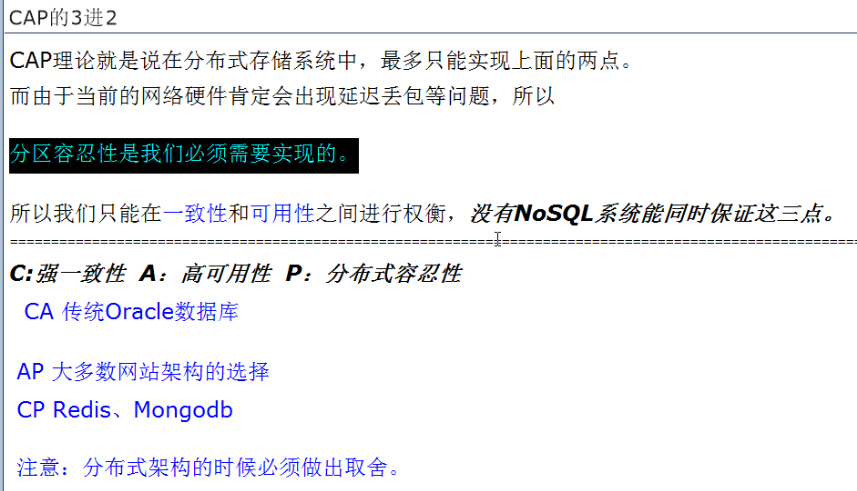 CAP的3进2
CAP理论就是说在分布式存储系统中，最多只能实现上面的两点。
而由于当前的网络硬件肯定会出现延迟丢包等问题，所以
分区容忍性是我们必须需要实现的。
所以我们只能在一致性和可用性之间进行权衡，没有NoSQL系统能同时保证这三点。
=======================================================================================================
C:强一致性 A：高可用性 P：分布式容忍性
CA 传统Oracle数据库
AP 大多数网站架构的选择
CP Redis、Mongodb
注意：分布式架构的时候必须做出取舍。